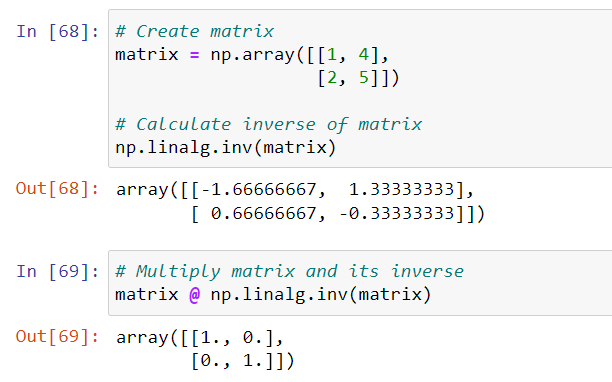 In [68]: # Create matrix
matrix = np.array([[1, 4],
                   [2, 5]])
# Calculate inverse of matrix
np.linalg.inv(matrix)
Out[68]: array([[-1.66666667,  1.33333333],
       [ 0.66666667, -0.33333333]])
In [69]: # Multiply matrix and its inverse
matrix @ np.linalg.inv(matrix)
Out[69]: array([[1., 0.],
       [0., 1.]])